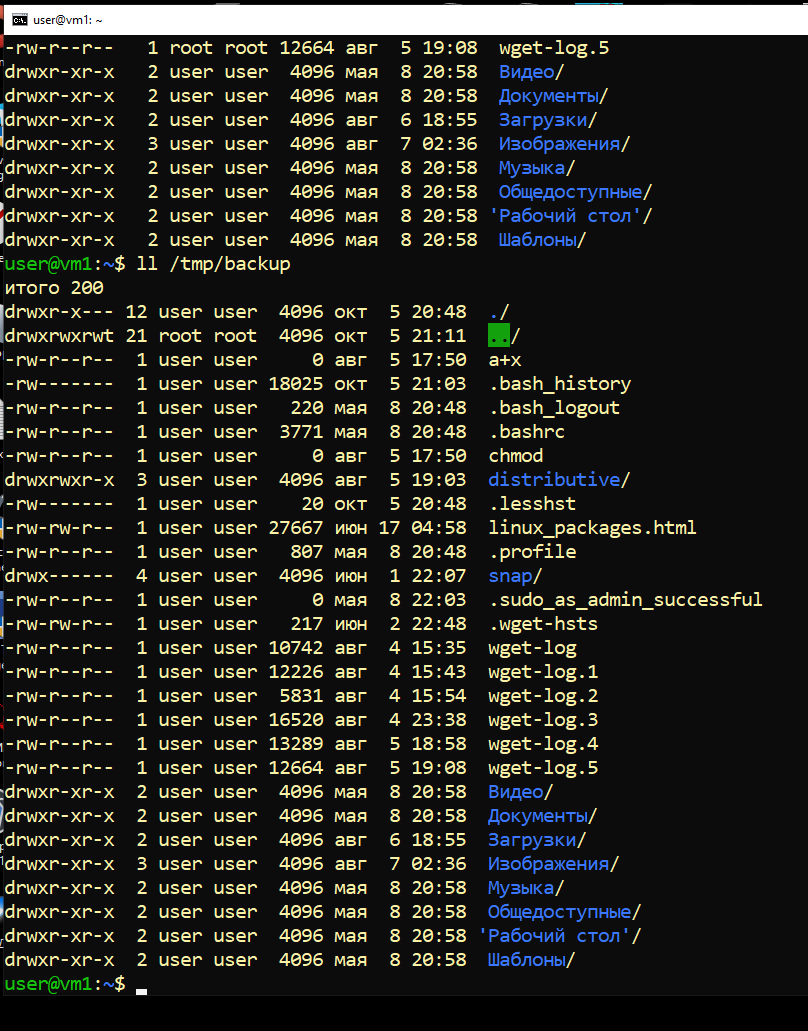 user@vm1: ~
-rw-r--r-- 1 root root 12664 авг 5 19:08 wget-log.5
drwxr-xr-x 2 user user 4096 мая 8 20:58 Видео/
drwxr-xr-x 2 user user 4096 мая 8 20:58 Документы/
drwxr-xr-x 2 user user 4096 авг 6 18:55 Загрузки/
drwxr-xr-x 3 user user 4096 авг 7 02:36 Изображения/
drwxr-xr-x 2 user user 4096 мая 8 20:58 Музыка/
drwxr-xr-x 2 user user 4096 мая 8 20:58 Общедоступные/
drwxr-xr-x 2 user user 4096 мая 8 20:58 'Рабочий стол'/
drwxr-xr-x 2 user user 4096 мая 8 20:58 Шаблоны/
user@vm1:~$ ll /tmp/backup
итого 200
drwxr-x--- 12 user user 4096 окт 5 20:48 ./
drwxrwxrwt 21 root root 4096 окт 5 21:11 ../
-rw-r--r-- 1 user user 0 авг 5 17:50 a+x
-rw------- 1 user user 18025 окт 5 21:03 .bash_history
-rw-r--r-- 1 user user 220 мая 8 20:48 .bash_logout
-rw-r--r-- 1 user user 3771 мая 8 20:48 .bashrc
-rw-r--r-- 1 user user 0 авг 5 17:50 chmod
drwxrwxr-x 3 user user 4096 авг 5 19:03 distributive/
-rw------- 1 user user 20 окт 5 20:48 .lesshst
-rw-rw-r-- 1 user user 27667 июн 17 04:58 linux_packages.html
-rw-r--r-- 1 user user 807 мая 8 20:48 .profile
drwx------ 4 user user 4096 июн 1 22:07 snap/
-rw-r--r-- 1 user user 0 мая 8 22:03 .sudo_as_admin_successful
-rw-rw-r-- 1 user user 217 июн 2 22:48 .wget-hsts
-rw-r--r-- 1 user user 10742 авг 4 15:35 wget-log
-rw-r--r-- 1 user user 12226 авг 4 15:43 wget-log.1
-rw-r--r-- 1 user user 5831 авг 4 15:54 wget-log.2
-rw-r--r-- 1 user user 16520 авг 4 23:38 wget-log.3
-rw-r--r-- 1 user user 13289 авг 5 18:58 wget-log.4
-rw-r--r-- 1 user user 12664 авг 5 19:08 wget-log.5
drwxr-xr-x 2 user user 4096 мая 8 20:58 Видео/
drwxr-xr-x 2 user user 4096 мая 8 20:58 Документы/
drwxr-xr-x 2 user user 4096 авг 6 18:55 Загрузки/
drwxr-xr-x 3 user user 4096 авг 7 02:36 Изображения/
drwxr-xr-x 2 user user 4096 мая 8 20:58 Музыка/
drwxr-xr-x 2 user user 4096 мая 8 20:58 Общедоступные/
drwxr-xr-x 2 user user 4096 мая 8 20:58 'Рабочий стол'/
drwxr-xr-x 2 user user 4096 мая 8 20:58 Шаблоны/
user@vm1:~$